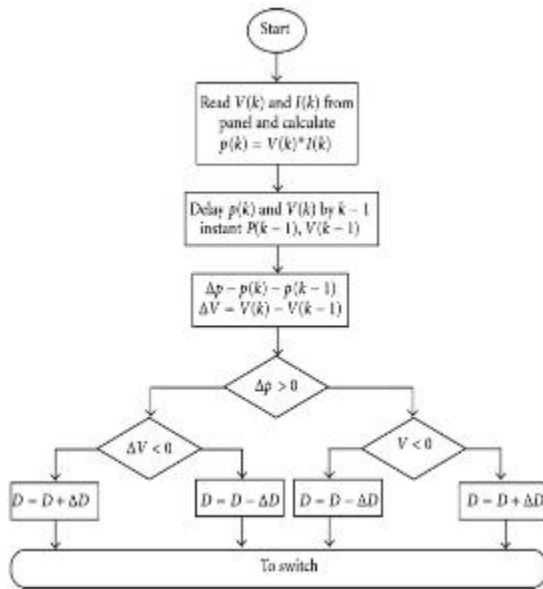 Start
Read V(k) and I(k) from
panel and calculate
p(k) = V(k)*I(k)
Delay p(k) and V(k) by k − 1
instant P(k − 1), V(k − 1)
Δp − p(k) − p(k − 1)
ΔV = V(k) − V(k − 1)
Δp > 0
ΔV < 0
V < 0
D = D + ΔD
D = D − ΔD
D = D − ΔD
D = D + ΔD
To switch